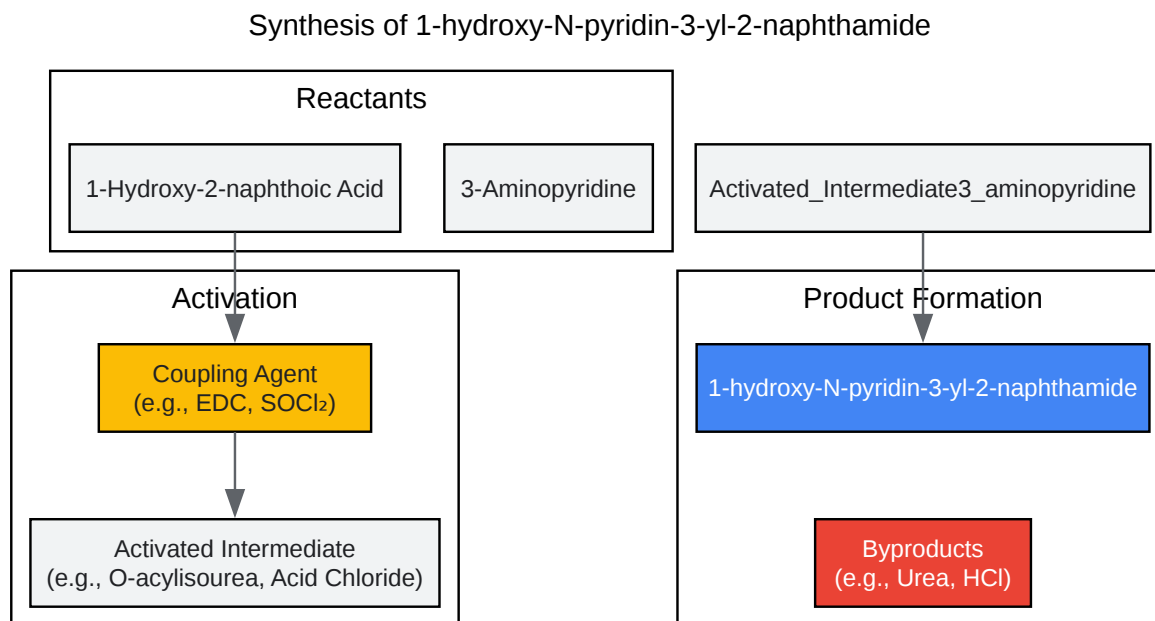 Synthesis of 1-hydroxy-N-pyridin-3-yl-2-naphthamide
Reactants
1-Hydroxy-2-naphthoic Acid
3-Aminopyridine
Activated_Intermediate3_aminopyridine
Activation
Product Formation
Coupling Agent
(e.g., EDC, SOCl₂)
1-hydroxy-N-pyridin-3-yl-2-naphthamide
Activated Intermediate
(e.g., O-acylisourea, Acid Chloride)
Byproducts
(e.g., Urea, HCl)